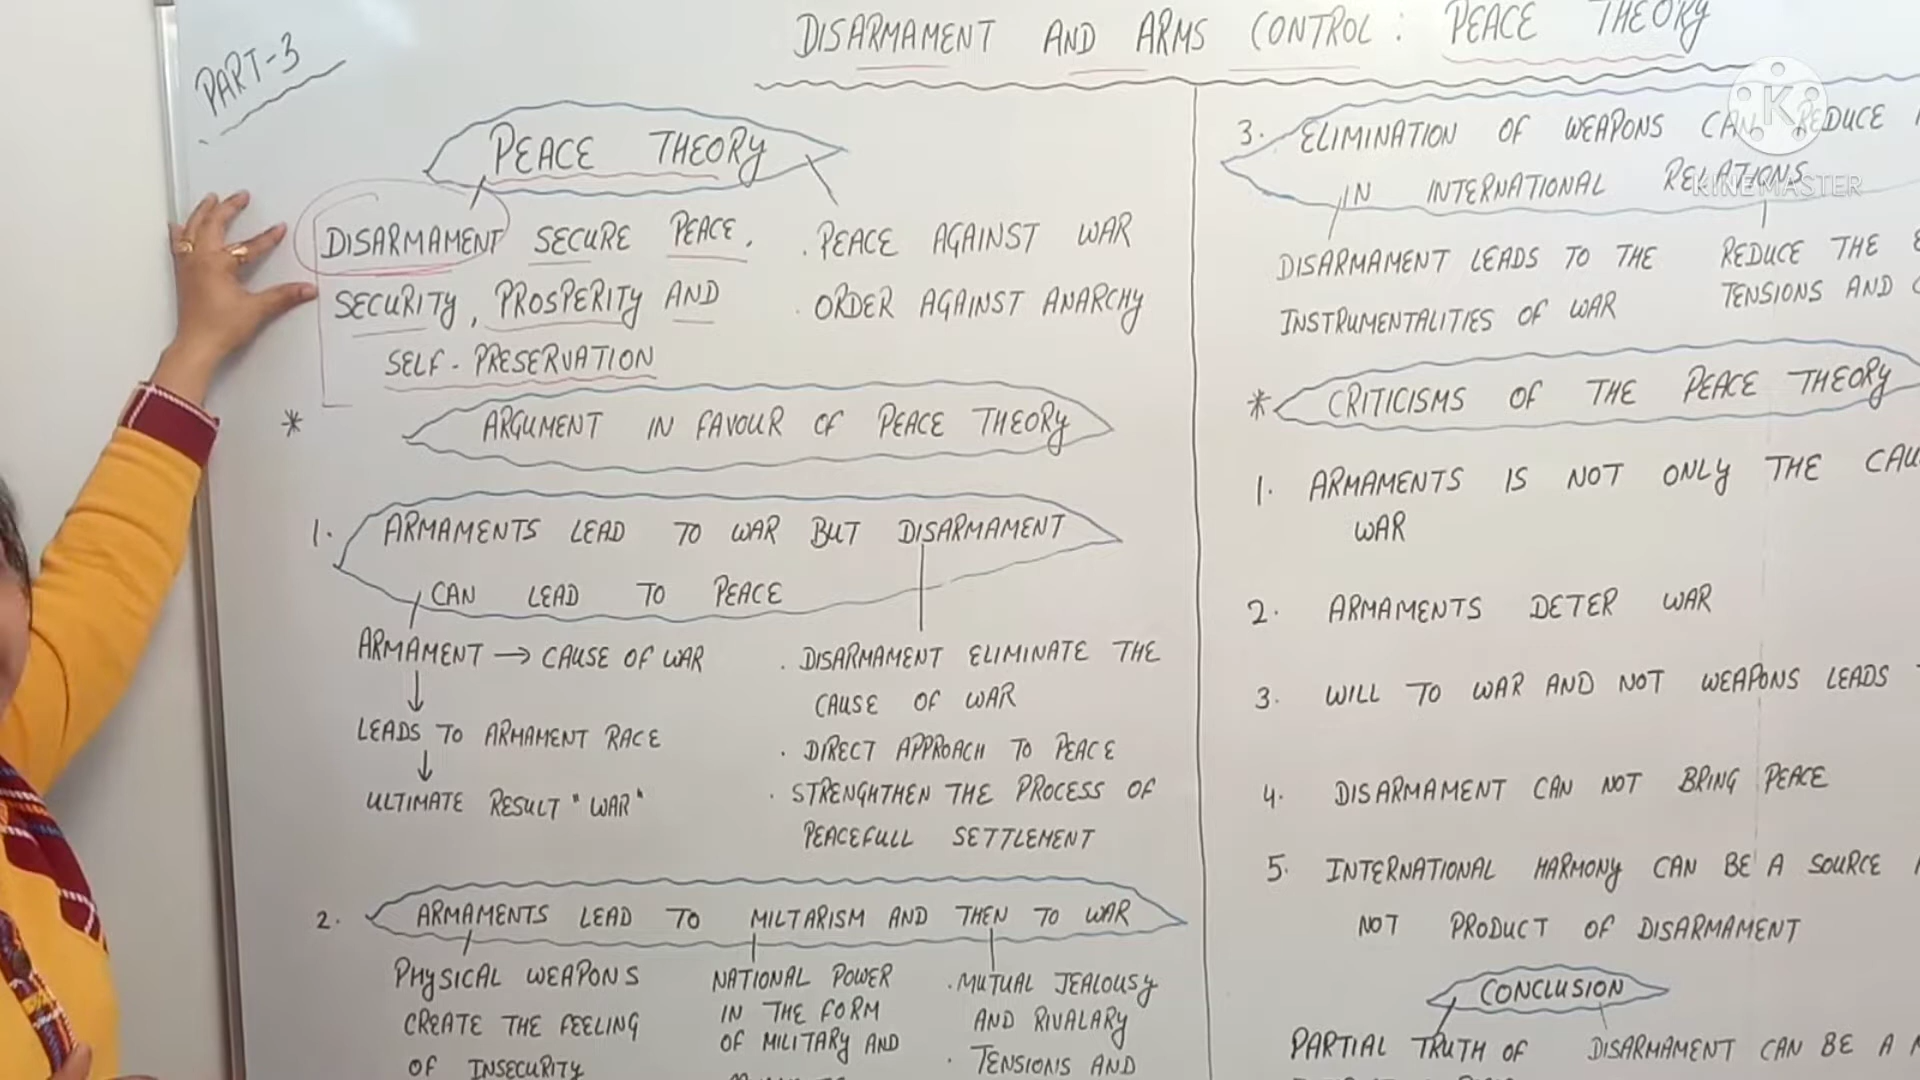 PART-3
DISARMAMENT AND ARMS CONTROL: PEACE THEORY
PEACE THEORY
DISARMAMENT SECURE PEACE,
SECURITY, PROSPERITY AND
SELF-PRESERVATION
. PEACE AGAINST WAR
. ORDER AGAINST ANARCHY
* ARGUMENT IN FAVOUR OF PEACE THEORY
1. ARMAMENTS LEAD TO WAR BUT DISARMAMENT
CAN LEAD TO PEACE
ARMAMENT → CAUSE OF WAR
↓
LEADS TO ARMAMENT RACE
↓
ULTIMATE RESULT "WAR"
. DISARMAMENT ELIMINATE THE
CAUSE OF WAR
. DIRECT APPROACH TO PEACE
. STRENGHTHEN THE PROCESS OF
PEACEFULL SETTLEMENT
2. ARMAMENTS LEAD TO MILTARISM AND THEN TO WAR
PHYSICAL WEAPONS
CREATE THE FEELING
OF INSECURITY
NATIONAL POWER
IN THE FORM
OF MILITARY AND
. MUTUAL JEALOUSY
AND RIVALARY
. TENSIONS AND
3. ELIMINATION OF WEAPONS CAN REDUCE
IN INTERNATIONAL RELATIONS
DISARMAMENT LEADS TO THE
INSTRUMENTALITIES OF WAR
REDUCE THE
TENSIONS AND
* CRITICISMS OF THE PEACE THEORY
1. ARMAMENTS IS NOT ONLY THE CAU
WAR
2. ARMAMENTS DETER WAR
3. WILL TO WAR AND NOT WEAPONS LEADS
4. DISARMAMENT CAN NOT BRING PEACE
5. INTERNATIONAL HARMONY CAN BE A SOURCE
NOT PRODUCT OF DISARMAMENT
CONCLUSION
PARTIAL TRUTH OF
DISARMAMENT CAN BE A
K
KINEMASTER